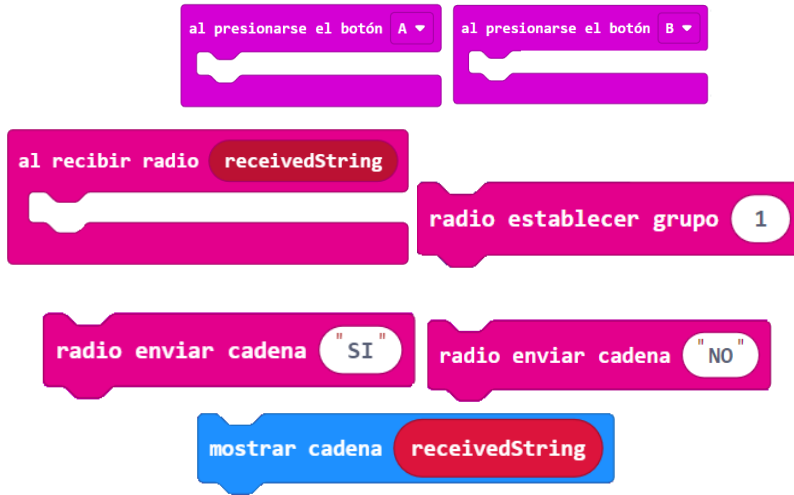 al presionarse el botón A
al presionarse el botón B
al recibir radio receivedString
radio establecer grupo 1
radio enviar cadena "SI"
radio enviar cadena "NO"
mostrar cadena receivedString